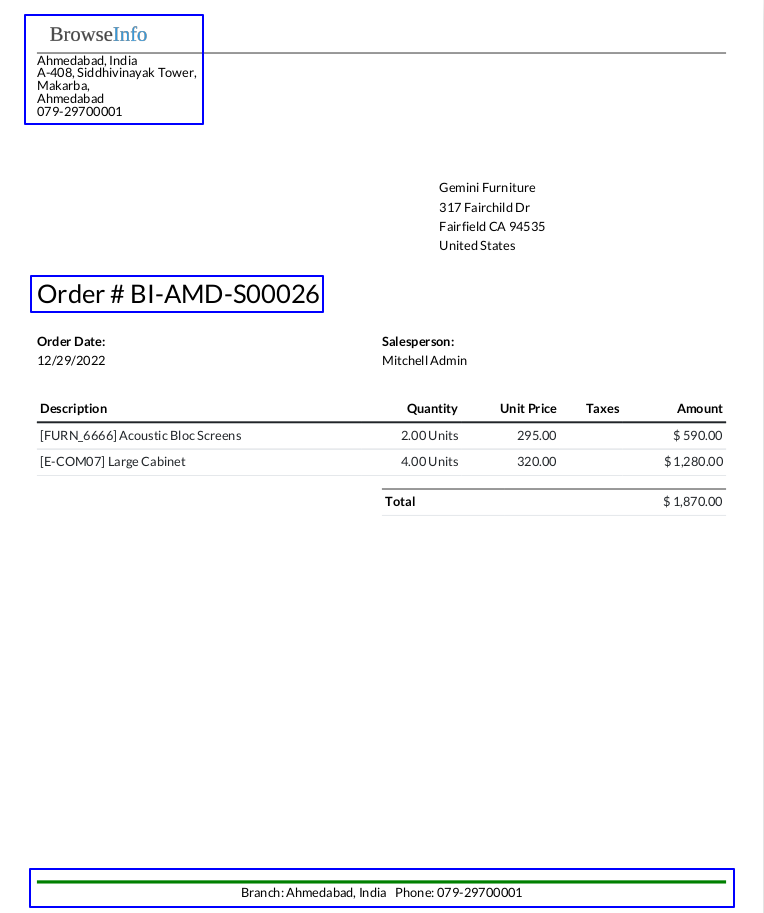 BrowseInfo
Ahmedabad, India
A-408, Siddhivinayak Tower,
Makarba,
Ahmedabad
079-29700001
Gemini Furniture
317 Fairchild Dr
Fairfield CA 94535
United States
Order # BI-AMD-S00026
Order Date: Salesperson:
12/29/2022 Mitchell Admin
Description Quantity Unit Price Taxes Amount
[FURN_6666] Acoustic Bloc Screens 2.00 Units 295.00 $ 590.00
[E-COM07] Large Cabinet 4.00 Units 320.00 $ 1,280.00
Total $ 1,870.00
Branch: Ahmedabad, India Phone: 079-29700001